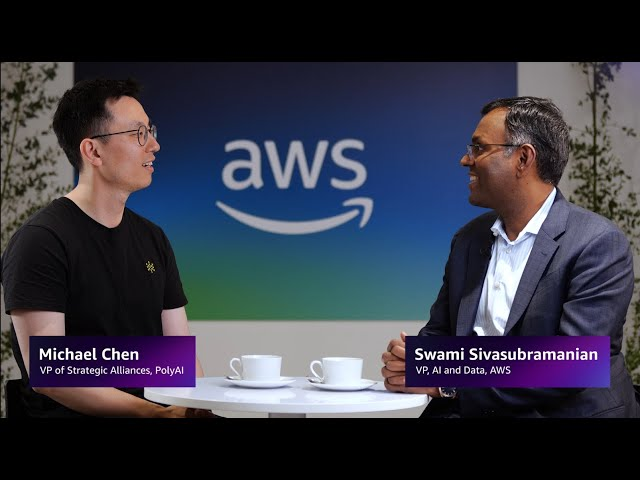 aws
Michael Chen
VP of Strategic Alliances, PolyAI
Swami Sivasubramanian
VP, AI and Data, AWS